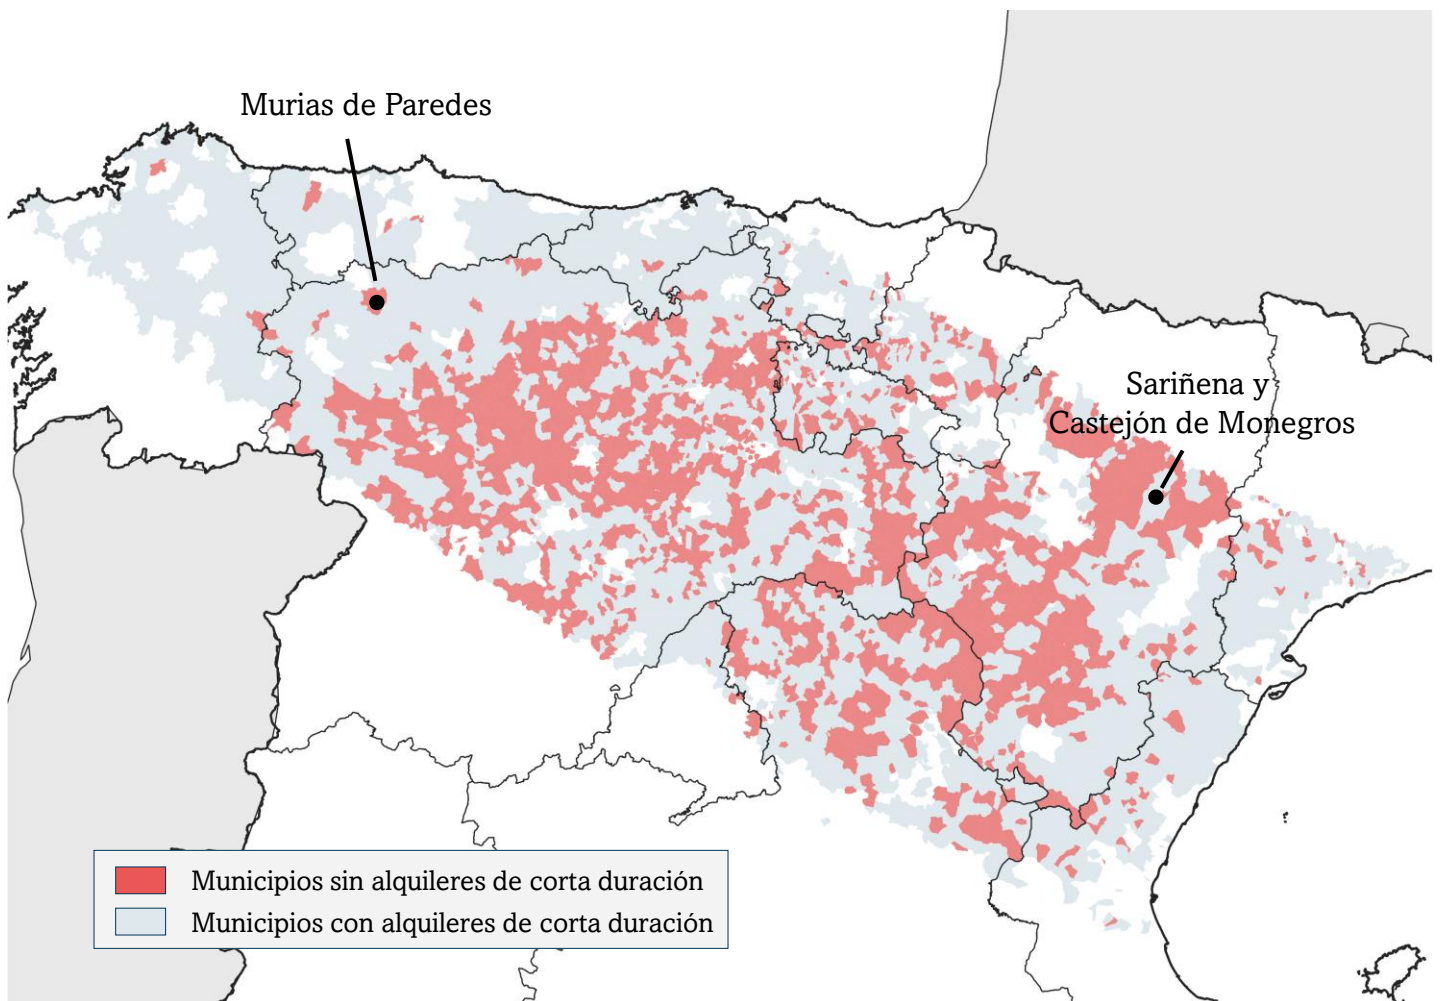 Murias de Paredes
Sariñena y
Castejón de Monegros
Municipios sin alquileres de corta duración
Municipios con alquileres de corta duración